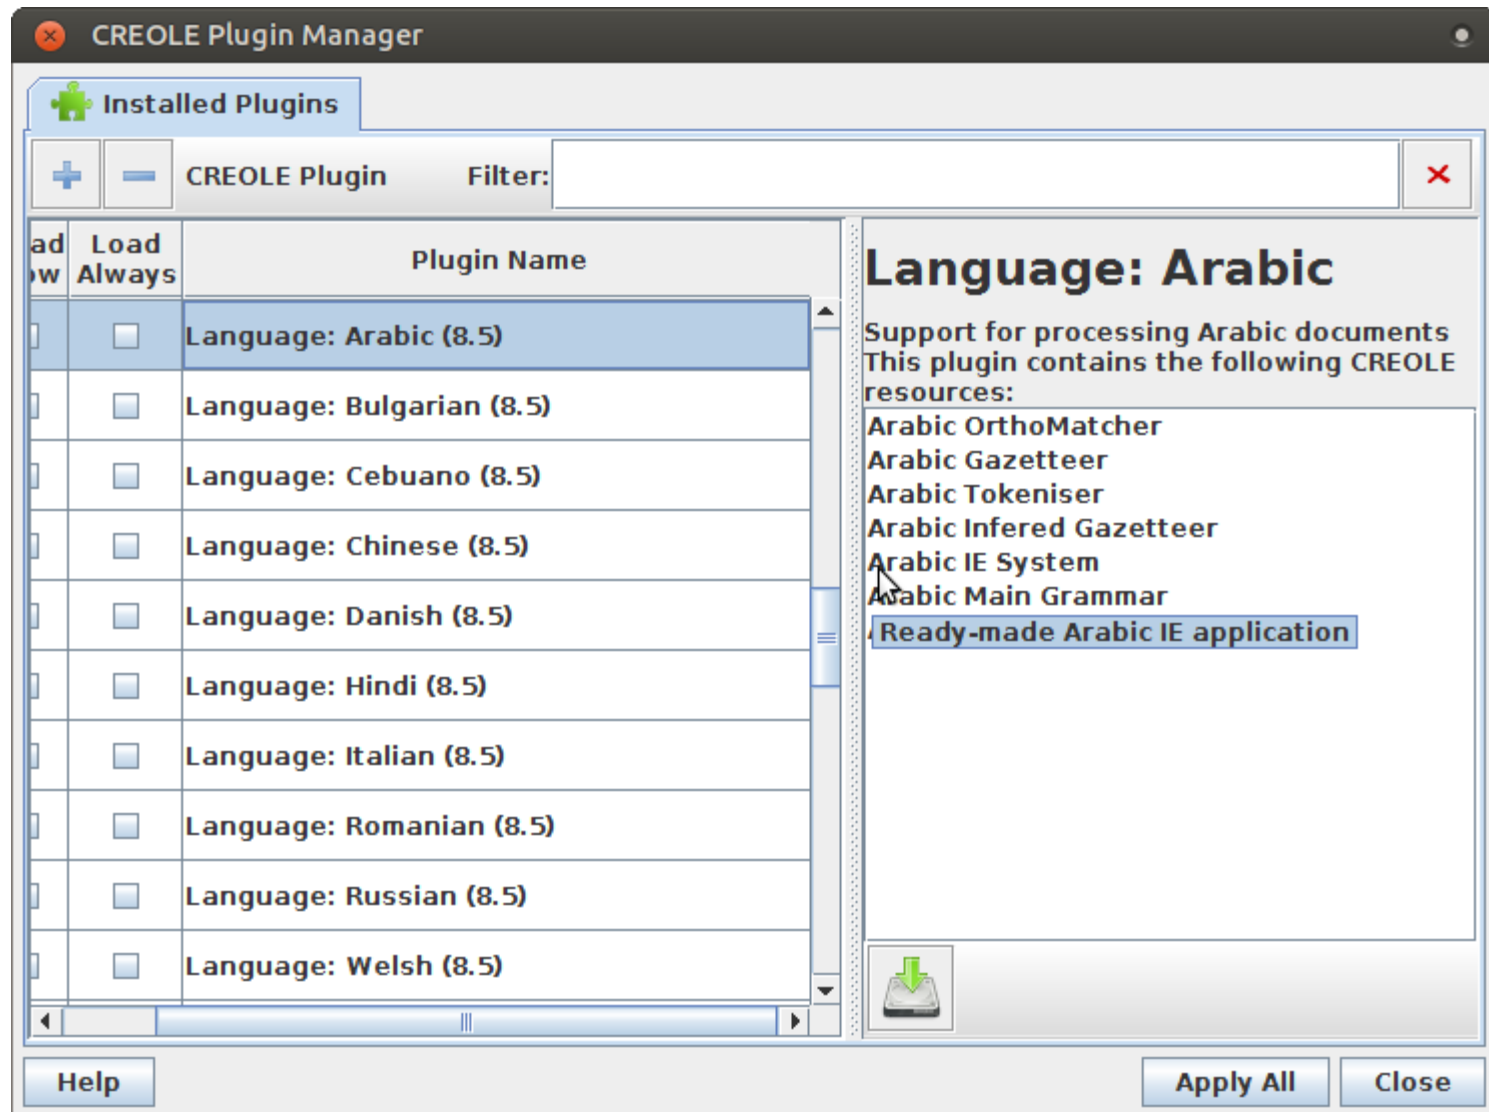 CREOLE Plugin Manager
Installed Plugins
CREOLE Plugin
Filter:
Load
Always
Plugin Name
Language: Arabic (8.5)
Language: Bulgarian (8.5)
Language: Cebuano (8.5)
Language: Chinese (8.5)
Language: Danish (8.5)
Language: Hindi (8.5)
Language: Italian (8.5)
Language: Romanian (8.5)
Language: Russian (8.5)
Language: Welsh (8.5)
Language: Arabic
Support for processing Arabic documents
This plugin contains the following CREOLE
resources:
Arabic OrthoMatcher
Arabic Gazetteer
Arabic Tokeniser
Arabic Infered Gazetteer
Arabic IE System
Arabic Main Grammar
Ready-made Arabic IE application
Help
Apply All
Close